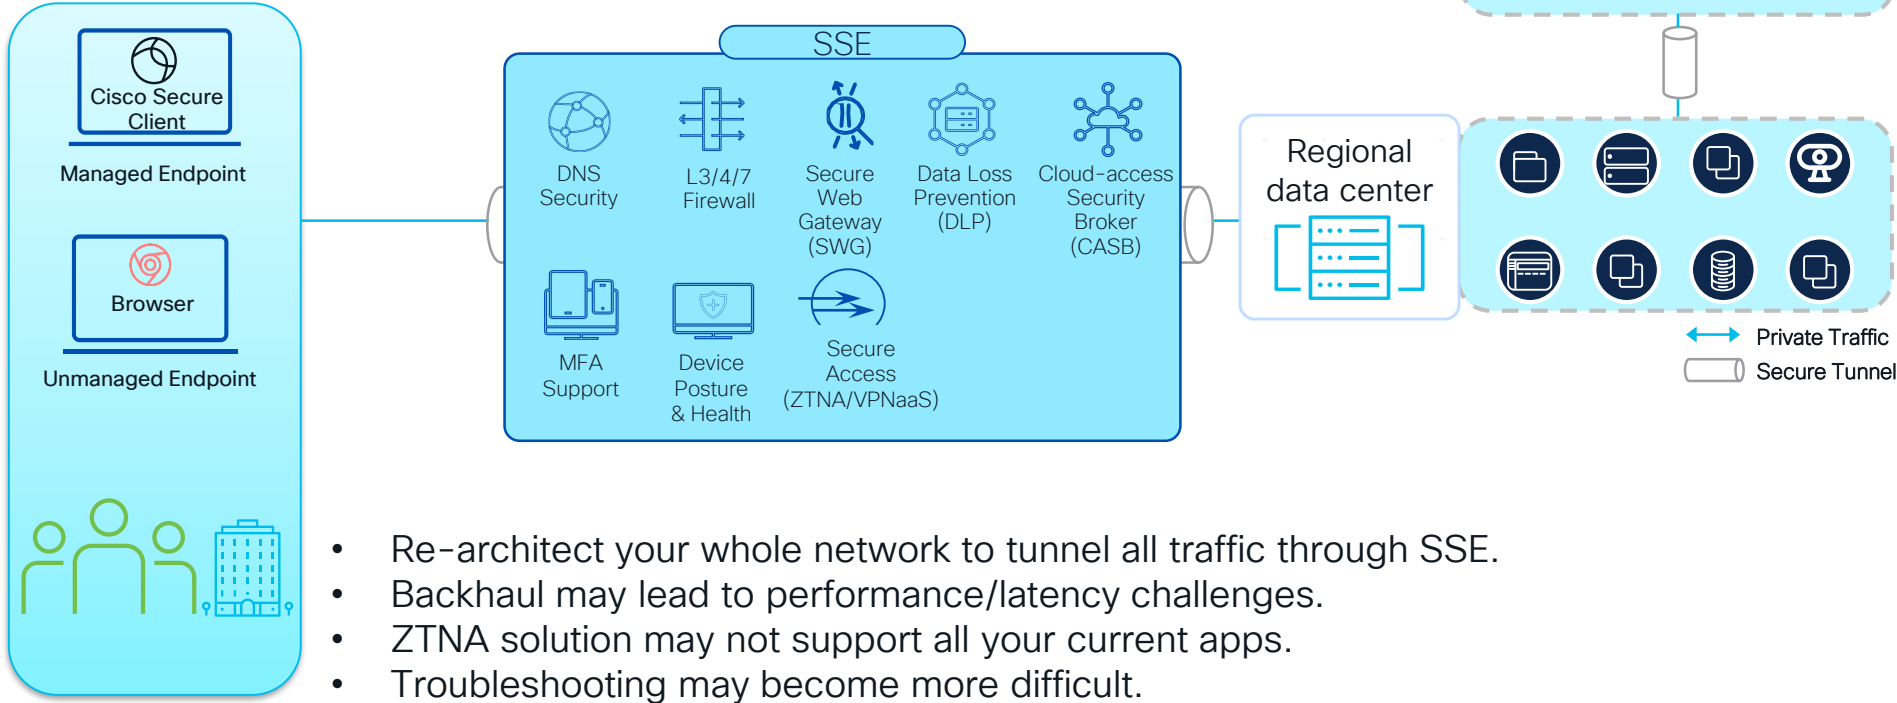 Cisco Secure
Client
Managed Endpoint
Browser
Unmanaged Endpoint
SSE
DNS
Security
L3/4/7
Firewall
Secure
Web
Gateway
(SWG)
Data Loss
Prevention
(DLP)
Cloud-access
Security
Broker
(CASB)
MFA
Support
Device
Posture
& Health
Secure
Access
(ZTNA/VPNaaS)
Regional
data center
Private Traffic
Secure Tunnel
• Re-architect your whole network to tunnel all traffic through SSE.
• Backhaul may lead to performance/latency challenges.
• ZTNA solution may not support all your current apps.
• Troubleshooting may become more difficult.